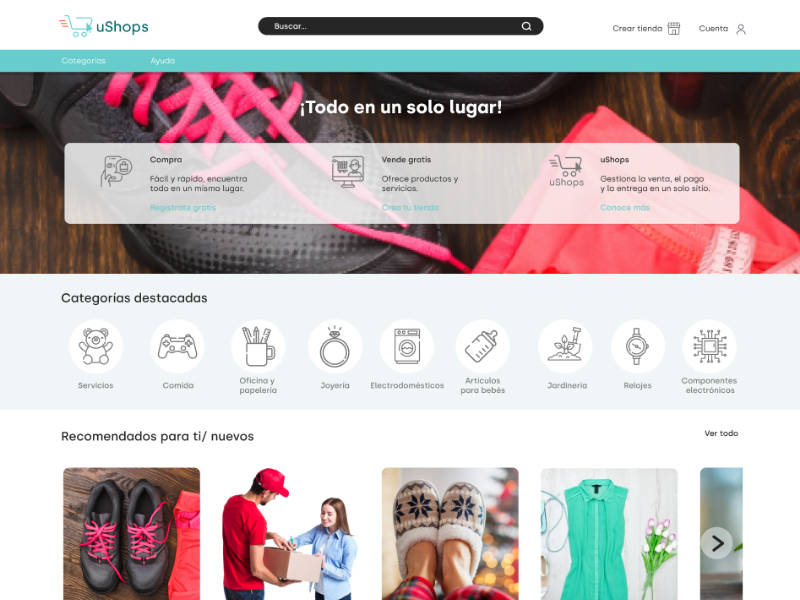 uShops
Buscar...
Crear tienda
Cuenta
Categorías
Ayuda
¡Todo en un solo lugar!
Compra
Fácil y rápido, encuentra
todo en un mismo lugar.
Regístrate gratis
Vende gratis
Ofrece productos y
servicios.
Crea tu tienda
uShops
uShops
Gestiona la venta, el pago
y la entrega en un solo sitio.
Conoce más
Categorías destacadas
Servicios
Comida
Oficina y
papelería
Joyería
Electrodomésticos
Artículos
para bebés
Jardinería
Relojes
Componentes
electrónicos
Recomendados para ti/ nuevos
Ver todo